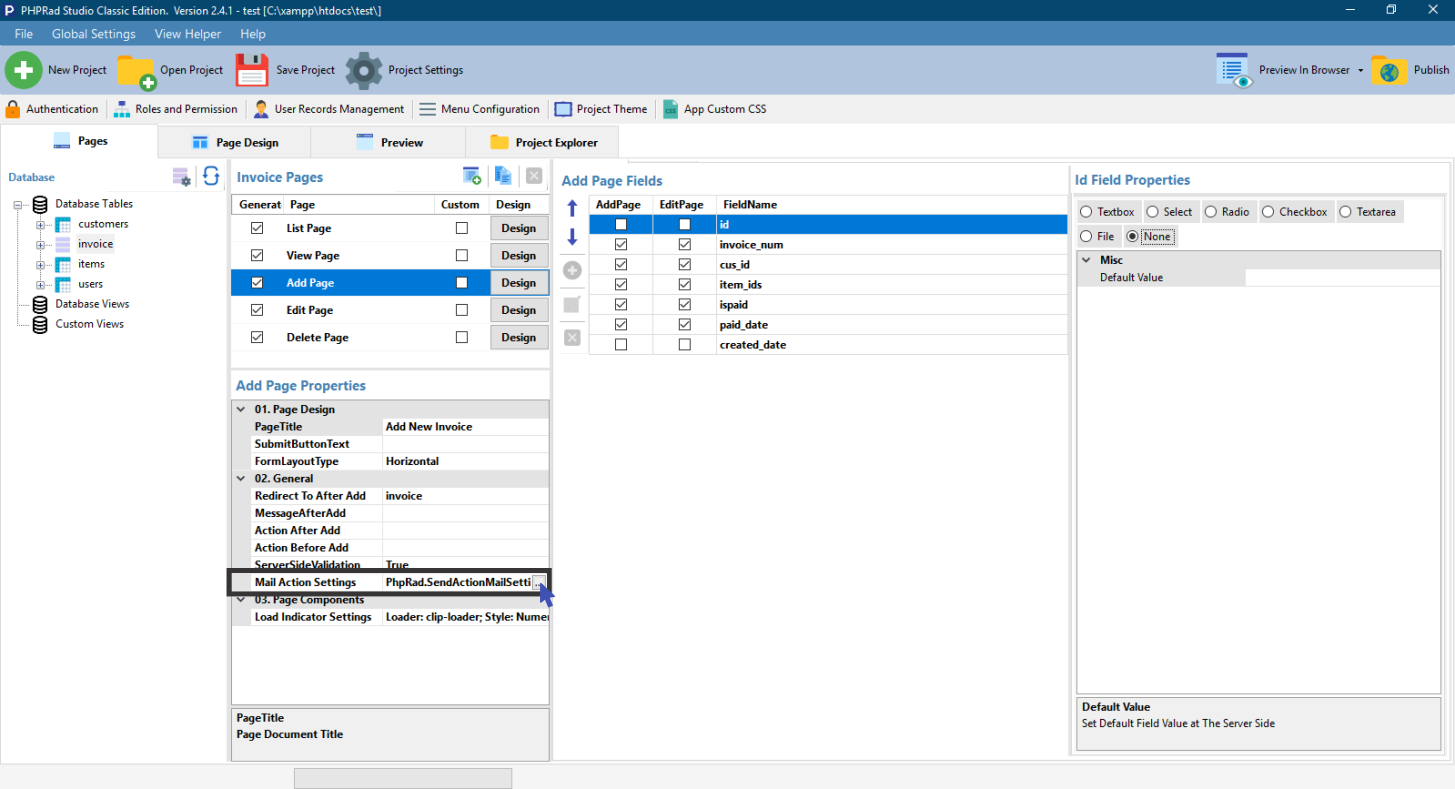 PHPRad Studio Classic Edition. Version 2.4.1 - test [C:\xampp\htdocs\test\]
File Global Settings View Helper Help
New Project Open Project Save Project Project Settings Preview In Browser Publish
Authentication Roles and Permission User Records Management Menu Configuration Project Theme App Custom CSS
Pages Page Design Preview Project Explorer
Database
Database Tables
customers
invoice
items
users
Database Views
Custom Views
Invoice Pages
Generat Page Custom Design
List Page Design
View Page Design
Add Page Design
Edit Page Design
Delete Page Design
Add Page Properties
01. Page Design
PageTitle Add New Invoice
SubmitButtonText
FormLayoutType Horizontal
02. General
Redirect To After Add invoice
MessageAfterAdd
Action After Add
Action Before Add
ServerSideValidation True
Mail Action Settings PhpRad.SendActionMailSetti ...
03. Page Components
Load Indicator Settings Loader: clip-loader; Style: Numer
PageTitle
Page Document Title
Add Page Fields
AddPage EditPage FieldName
id
invoice_num
cus_id
item_ids
ispaid
paid_date
created_date
Id Field Properties
Textbox Select Radio Checkbox Textarea
File None
Misc
Default Value
Default Value
Set Default Field Value at The Server Side